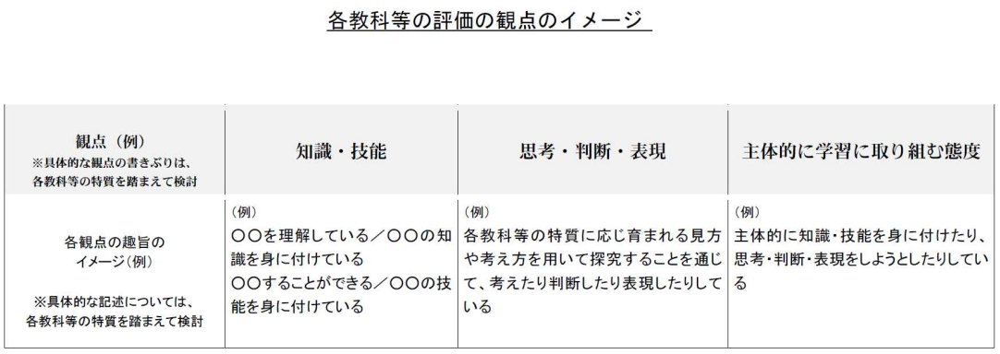 各教科等の評価の観点のイメージ
観点（例）
※具体的な観点の書きぶりは、
各教科等の特質を踏まえて検討
知識・技能
思考・判断・表現
主体的に学習に取り組む態度
各観点の趣旨の
イメージ（例）
※具体的な記述については、
各教科等の特質を踏まえて検討
（例）
〇〇を理解している／〇〇の知
識を身に付けている
〇〇することができる／〇〇の技
能を身に付けている
（例）
各教科等の特質に応じ育まれる見方
や考え方を用いて探究することを通じ
て、考えたり判断したり表現したりして
いる
（例）
主体的に知識・技能を身に付けたり、
思考・判断・表現をしようとしたりしてい
る